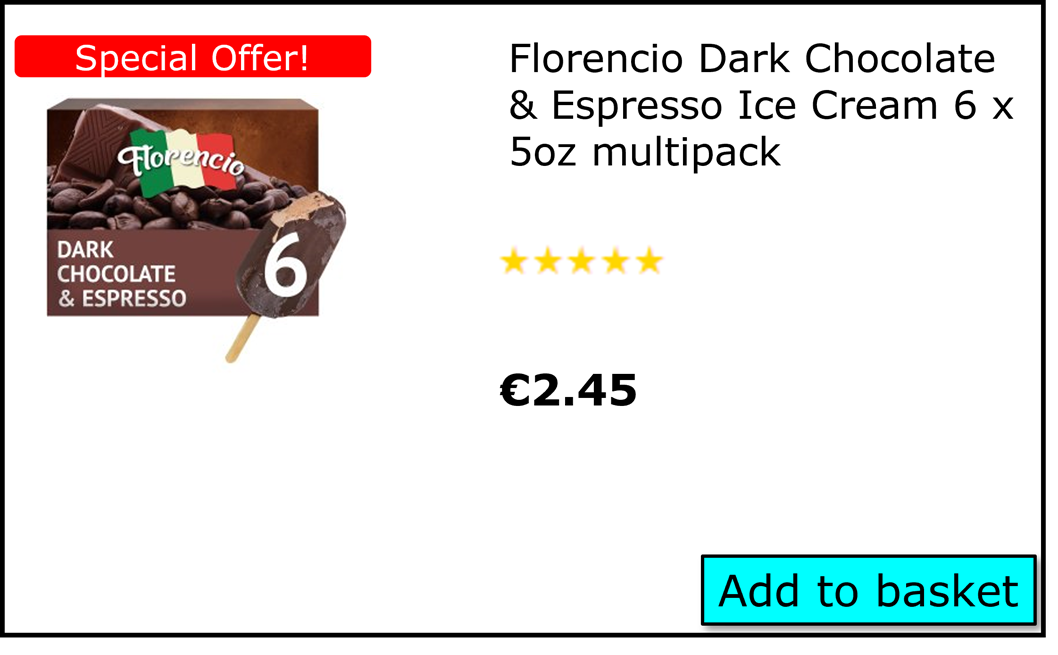 Special Offer!
Florencio
DARK
CHOCOLATE
& ESPRESSO
6
Florencio Dark Chocolate
& Espresso Ice Cream 6 x
5oz multipack
€2.45
Add to basket